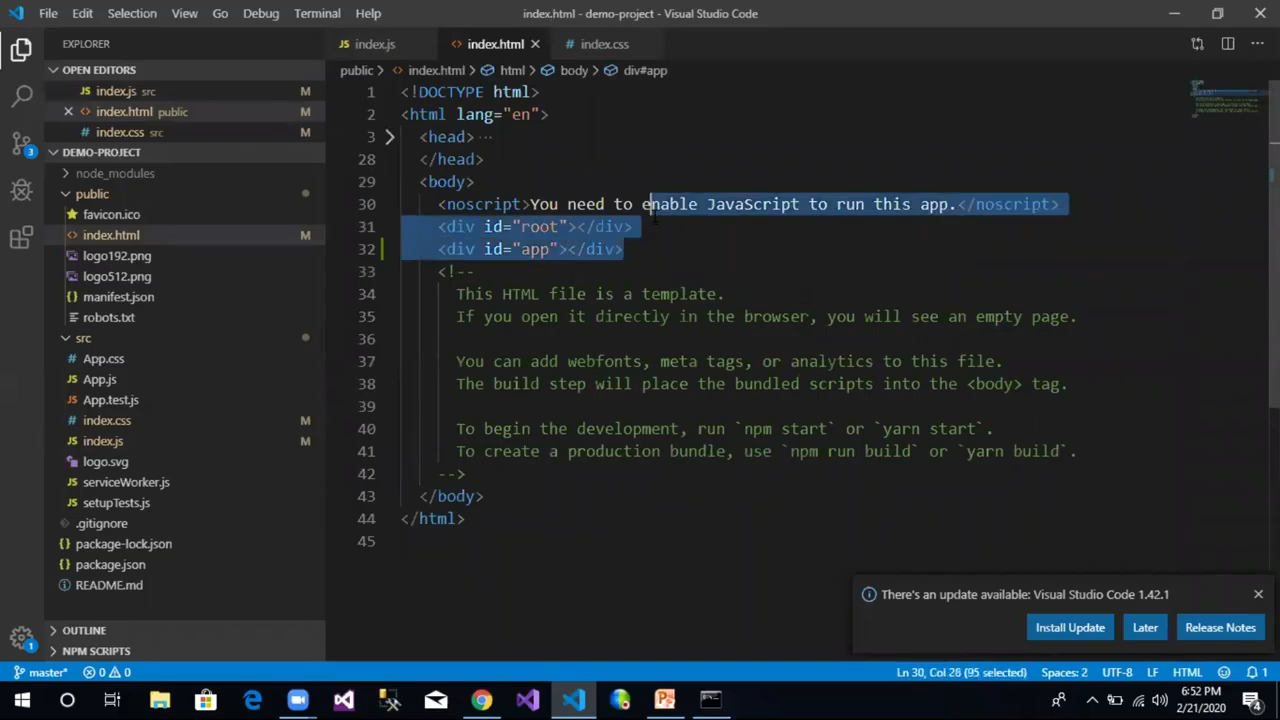 File Edit Selection View Go Debug Terminal Help index.html - demo-project - Visual Studio Code
EXPLORER
OPEN EDITORS
index.js src M
index.html public M
index.css src M
DEMO-PROJECT
node_modules
public
favicon.ico
index.html M
logo192.png
logo512.png
manifest.json
robots.txt
src
App.css
App.js
App.test.js
index.css M
index.js M
logo.svg
serviceWorker.js
setupTests.js
.gitignore
package-lock.json
package.json
README.md
OUTLINE
NPM SCRIPTS
3
1
index.js index.html index.css
public > index.html > html > body > div#app
1 <!DOCTYPE html>
2 <html lang="en">
3 <head> ...
28 </head>
29 <body>
30 <noscript>You need to enable JavaScript to run this app.</noscript>
31 <div id="root"></div>
32 <div id="app"></div>
33 <!--
34 This HTML file is a template.
35 If you open it directly in the browser, you will see an empty page.
36
37 You can add webfonts, meta tags, or analytics to this file.
38 The build step will place the bundled scripts into the <body> tag.
39
40 To begin the development, run `npm start` or `yarn start`.
41 To create a production bundle, use `npm run build` or `yarn build`.
42 -->
43 </body>
44 </html>
45
There's an update available: Visual Studio Code 1.42.1
Install Update Later Release Notes
master* 0 0 Ln 30, Col 28 (95 selected) Spaces: 2 UTF-8 LF HTML 1
6:52 PM
2/21/2020
4